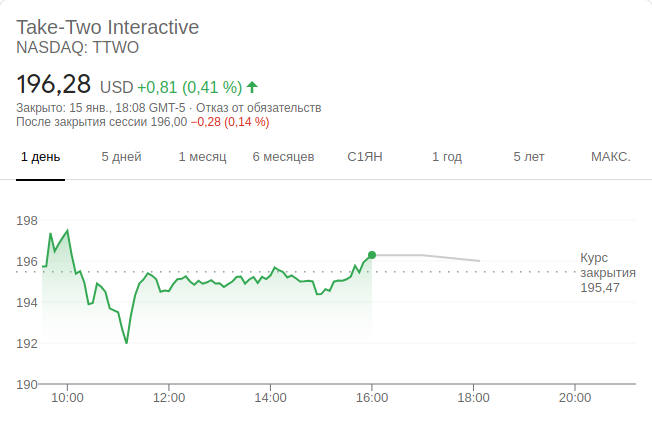 Take-Two Interactive
NASDAQ: TTWO
196,28 USD +0,81 (0,41 %)
Закрыто: 15 янв., 18:08 GMT-5 · Отказ от обязательств
После закрытия сессии 196,00 −0,28 (0,14 %)
1 день 5 дней 1 месяц 6 месяцев С1ЯН 1 год 5 лет МАКС.
198
196
194
192
190
Курс
закрытия
195,47
10:00 12:00 14:00 16:00 18:00 20:00